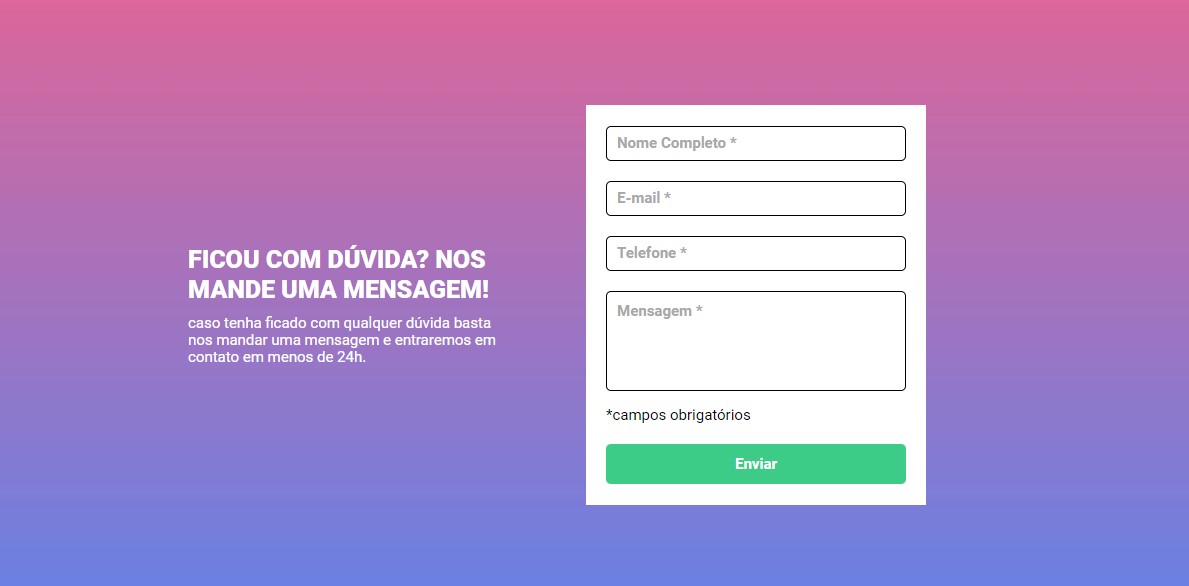 FICOU COM DÚVIDA? NOS
MANDE UMA MENSAGEM!
caso tenha ficado com qualquer dúvida basta
nos mandar uma mensagem e entraremos em
contato em menos de 24h.
Nome Completo *
E-mail *
Telefone *
Mensagem *
*campos obrigatórios
Enviar